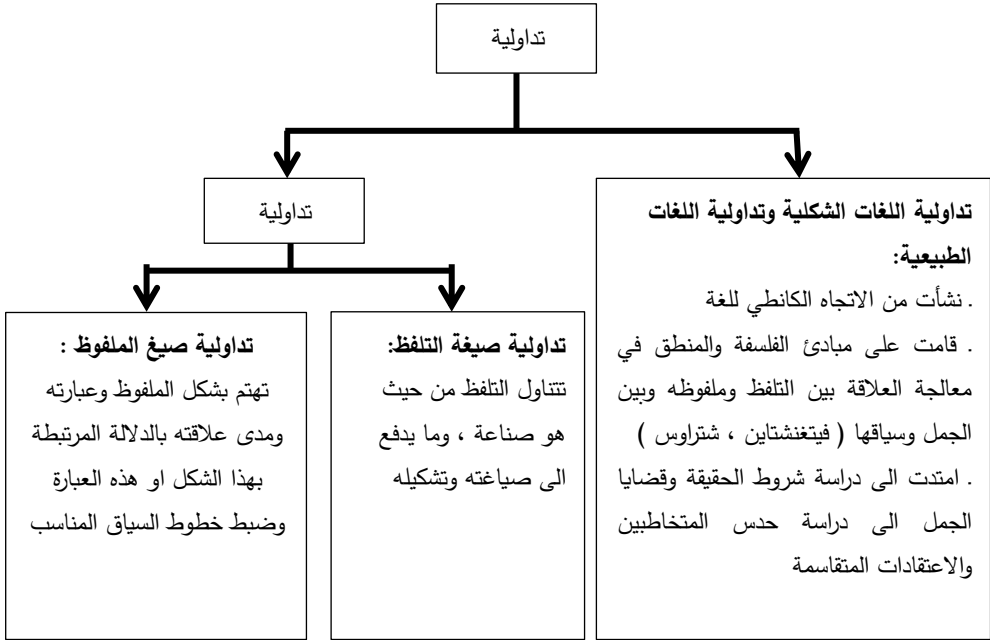 تداولية
تداولية اللغات الشكلية وتداولية اللغات
الطبيعية:
. نشأت من الاتجاه الكانطي للغة
. قامت على مبادئ الفلسفة والمنطق في
معالجة العلاقة بين التلفظ وملفوظه وبين
الجمل وسياقها ( فيتغنشتاين ، شتراوس )
. امتدت الى دراسة شروط الحقيقة وقضايا
الجمل الى دراسة حدس المتخاطبين
والاعتقادات المتقاسمة
تداولية
تداولية صيغة التلفظ:
تتناول التلفظ من حيث
هو صناعة ، وما يدفع
الى صياغته وتشكيله
تداولية صيغ الملفوظ :
تهتم بشكل الملفوظ وعبارته
ومدى علاقته بالدلالة المرتبطة
بهذا الشكل او هذه العبارة
وضبط خطوط السياق المناسب